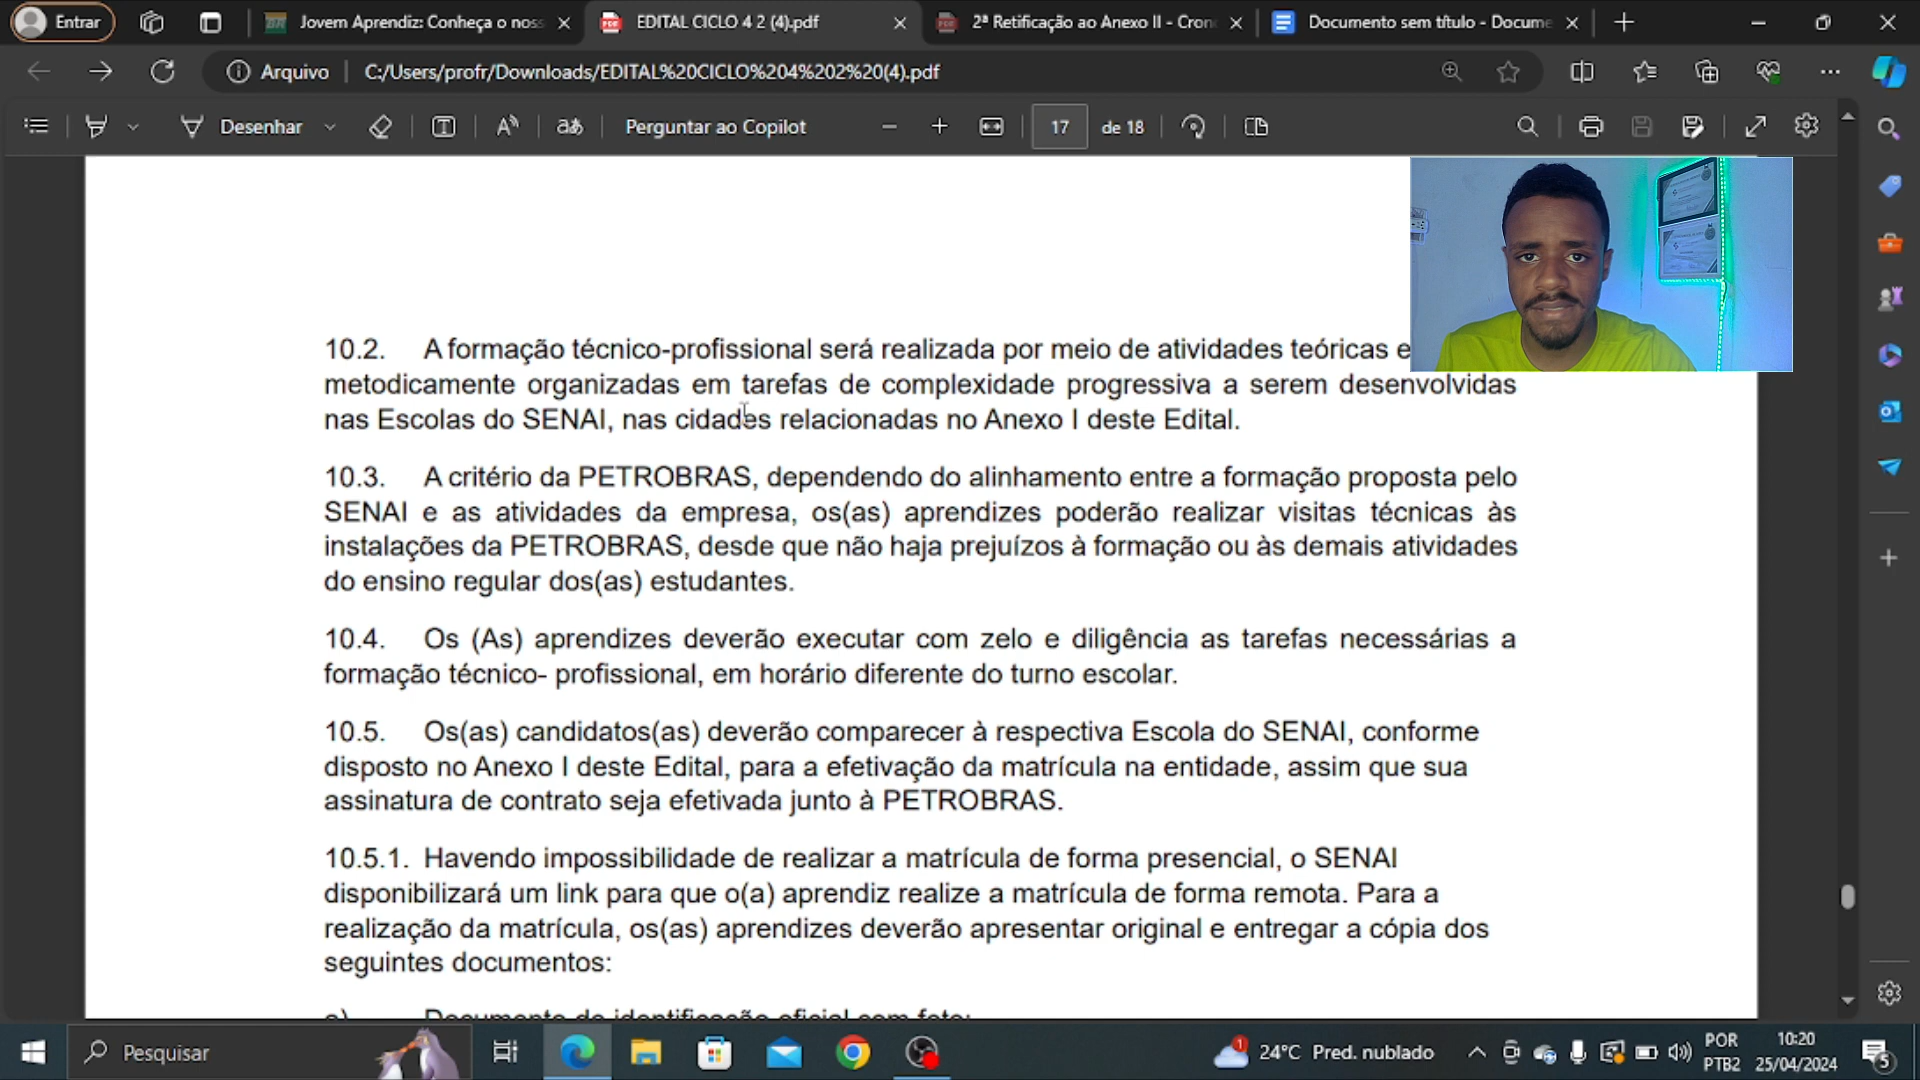 Entrar
Jovem Aprendiz: Conheça o noss
EDITAL CICLO 4 2 (4).pdf
2ª Retificação ao Anexo II - Cron
Documento sem título - Docume
Arquivo
C:/Users/profr/Downloads/EDITAL%20CICLO%204%202%20(4).pdf
Desenhar
Perguntar ao Copilot
17
de 18
10.2. A formação técnico-profissional será realizada por meio de atividades teóricas e
metodicamente organizadas em tarefas de complexidade progressiva a serem desenvolvidas
nas Escolas do SENAI, nas cidades relacionadas no Anexo I deste Edital.
10.3. A critério da PETROBRAS, dependendo do alinhamento entre a formação proposta pelo
SENAI e as atividades da empresa, os(as) aprendizes poderão realizar visitas técnicas às
instalações da PETROBRAS, desde que não haja prejuízos à formação ou às demais atividades
do ensino regular dos(as) estudantes.
10.4. Os (As) aprendizes deverão executar com zelo e diligência as tarefas necessárias a
formação técnico- profissional, em horário diferente do turno escolar.
10.5. Os(as) candidatos(as) deverão comparecer à respectiva Escola do SENAI, conforme
disposto no Anexo I deste Edital, para a efetivação da matrícula na entidade, assim que sua
assinatura de contrato seja efetivada junto à PETROBRAS.
10.5.1. Havendo impossibilidade de realizar a matrícula de forma presencial, o SENAI
disponibilizará um link para que o(a) aprendiz realize a matrícula de forma remota. Para a
realização da matrícula, os(as) aprendizes deverão apresentar original e entregar a cópia dos
seguintes documentos:
a) Documento de identificação oficial com foto;
Pesquisar
1
24°C Pred. nublado
POR
PTB2
10:20
25/04/2024
5